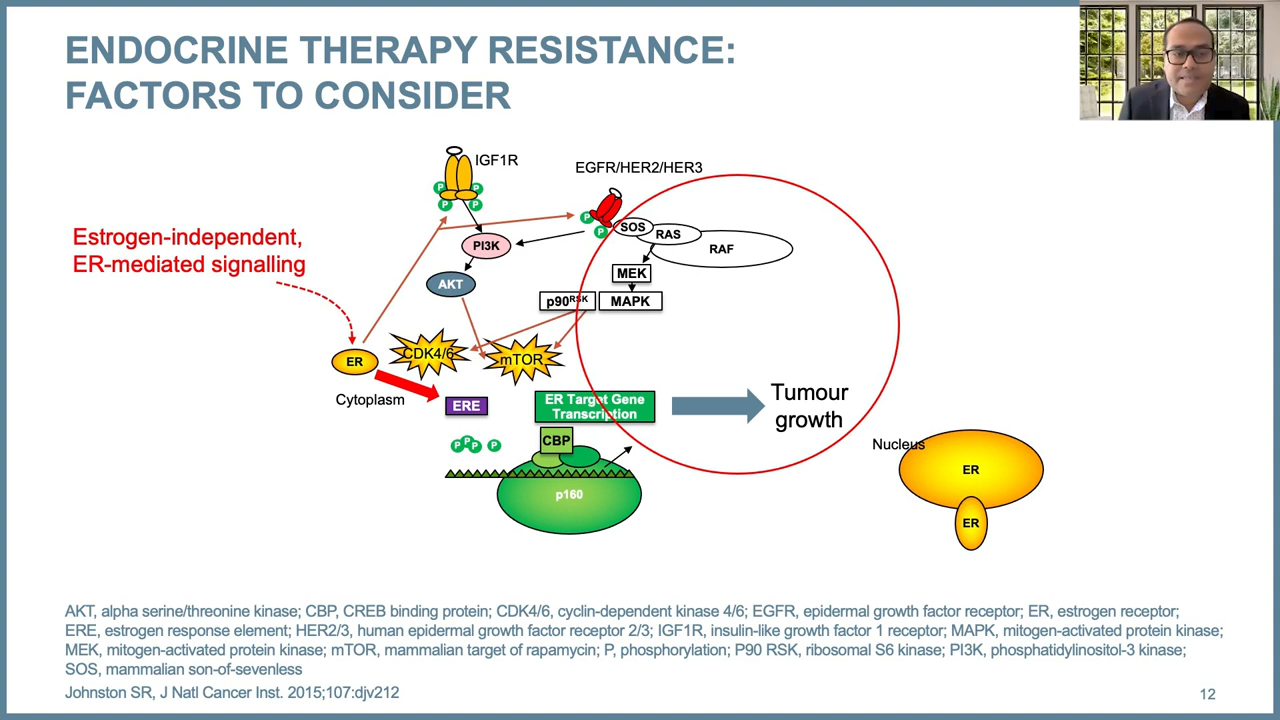 ENDOCRINE THERAPY RESISTANCE:
FACTORS TO CONSIDER
IGF1R
EGFR/HER2/HER3
P
P
P
P
P
P
SOS
RAS
RAF
PI3K
Estrogen-independent,
ER-mediated signalling
MEK
AKT
p90RSK
MAPK
CDK4/6
mTOR
ER
Cytoplasm
ERE
ER Target Gene
Transcription
Tumour
growth
CBP
P
P
P
P
Nucleus
ER
p160
ER
AKT, alpha serine/threonine kinase; CBP, CREB binding protein; CDK4/6, cyclin-dependent kinase 4/6; EGFR, epidermal growth factor receptor; ER, estrogen receptor;
ERE, estrogen response element; HER2/3, human epidermal growth factor receptor 2/3; IGF1R, insulin-like growth factor 1 receptor; MAPK, mitogen-activated protein kinase;
MEK, mitogen-activated protein kinase; mTOR, mammalian target of rapamycin; P, phosphorylation; P90 RSK, ribosomal S6 kinase; PI3K, phosphatidylinositol-3 kinase;
SOS, mammalian son-of-sevenless
Johnston SR, J Natl Cancer Inst. 2015;107:djv212
12